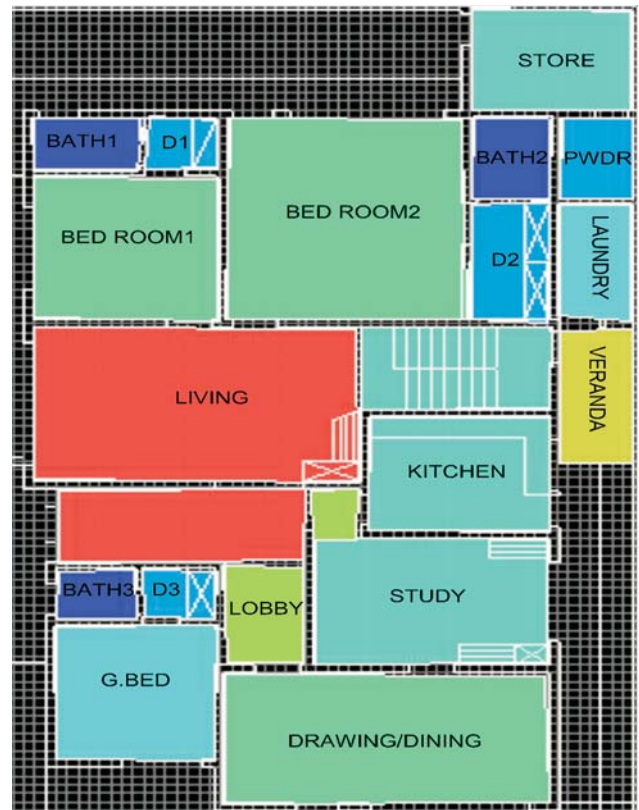 STORE
BATH1
D1
BATH2
PWDR
BED ROOM1
BED ROOM2
D2
LAUNDRY
LIVING
VERANDA
KITCHEN
BATH3
D3
LOBBY
STUDY
G.BED
DRAWING/DINING